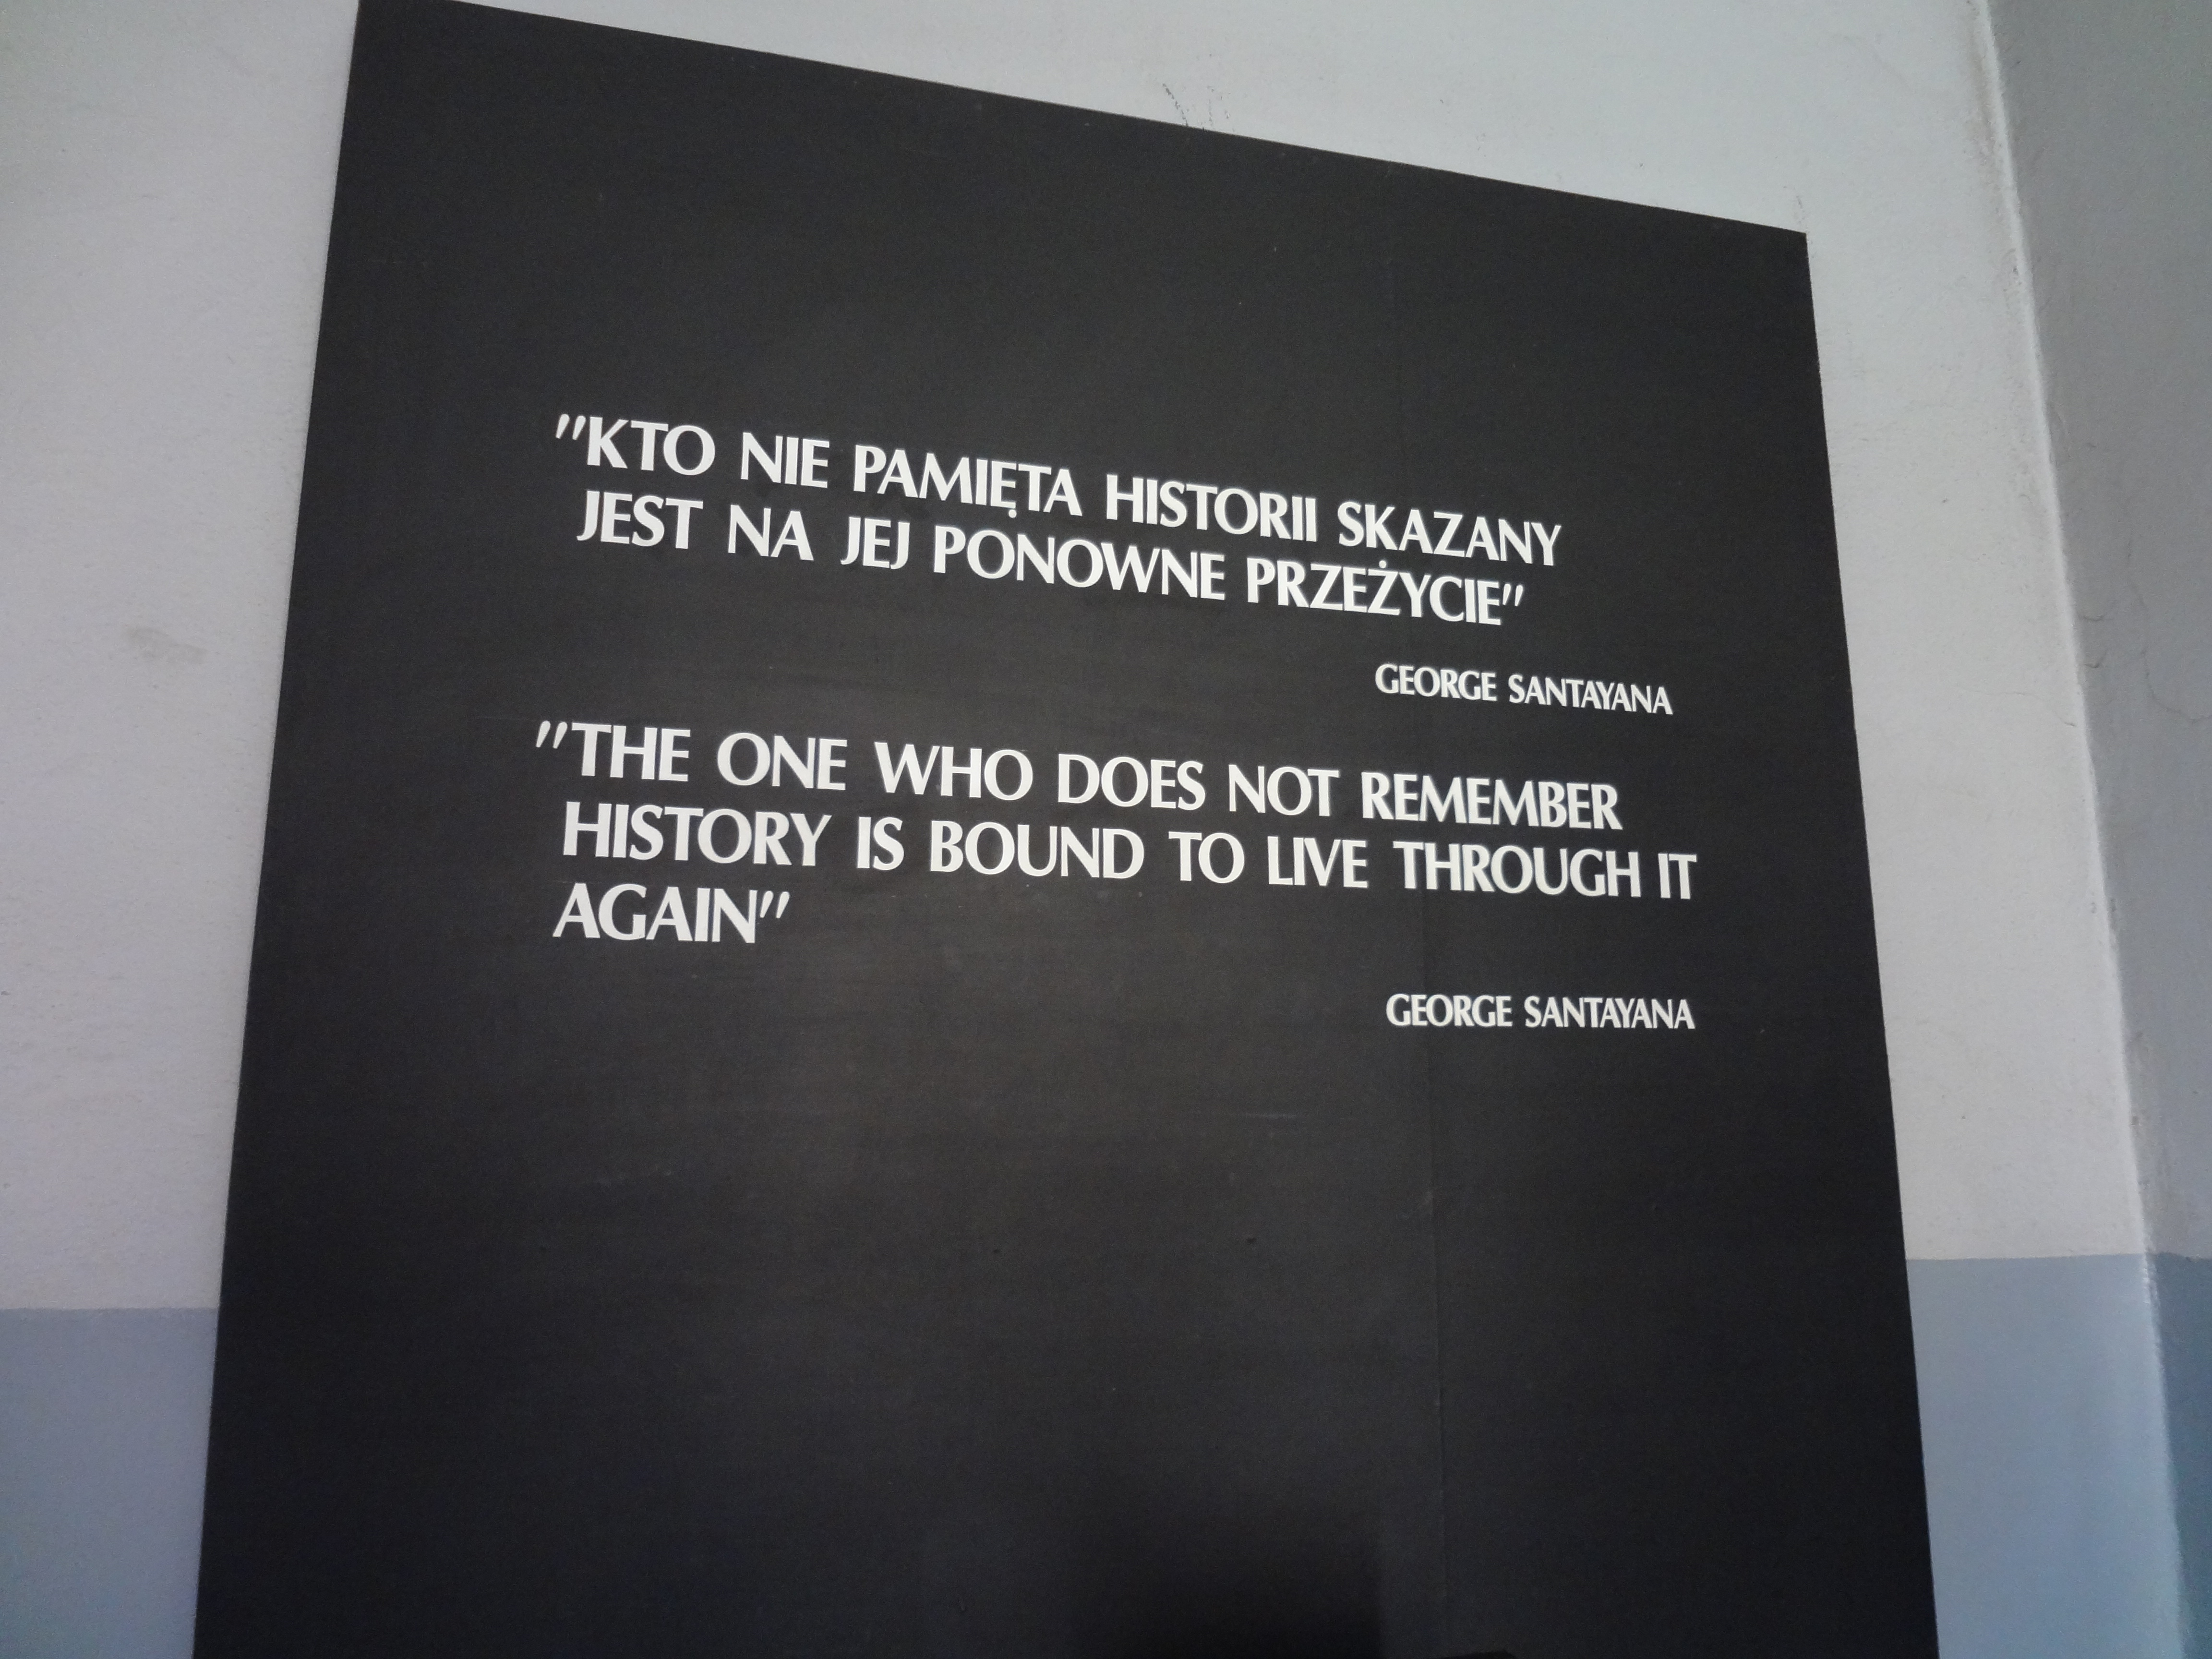 "KTO NIE PAMIĘTA HISTORII SKAZANY
JEST NA JEJ PONOWNE PRZEŻYCIE"
GEORGE SANTAYANA
"THE ONE WHO DOES NOT REMEMBER
HISTORY IS BOUND TO LIVE THROUGH IT
AGAIN"
GEORGE SANTAYANA